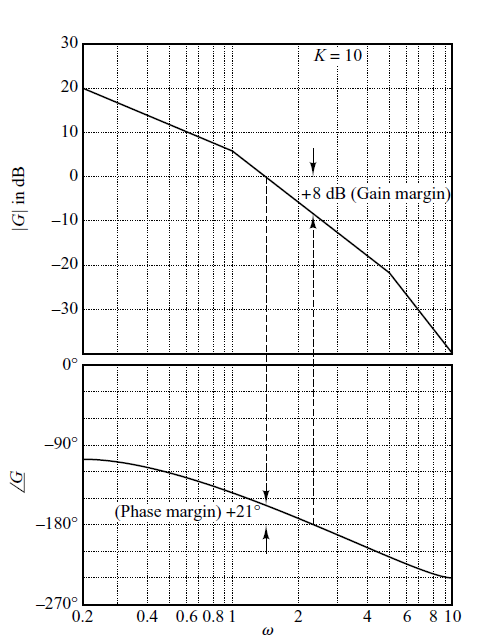 K = 10
30
20
10
0
–10
–20
–30
|G| in dB
+8 dB (Gain margin)
0°
–90°
–180°
–270°
∠G
(Phase margin) +21°
0.2 0.4 0.6 0.8 1 2 4 6 8 10
ω